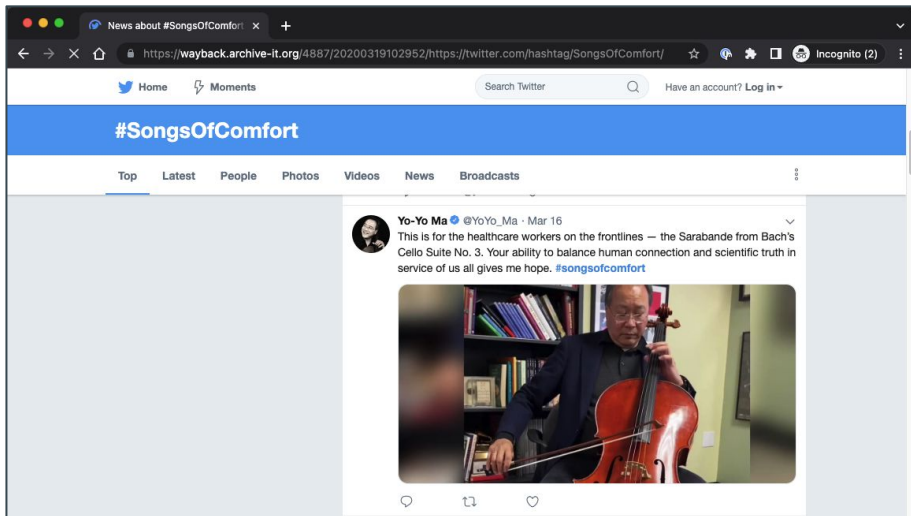 News about #SongsOfComfort
https://wayback.archive-it.org/4887/20200319102952/https://twitter.com/hashtag/SongsOfComfort/
Incognito (2)
Home Moments Search Twitter Have an account? Log in
#SongsOfComfort
Top Latest People Photos Videos News Broadcasts
Yo-Yo Ma @YoYo_Ma · Mar 16
This is for the healthcare workers on the frontlines — the Sarabande from Bach's
Cello Suite No. 3. Your ability to balance human connection and scientific truth in
service of us all gives me hope. #songsofcomfort